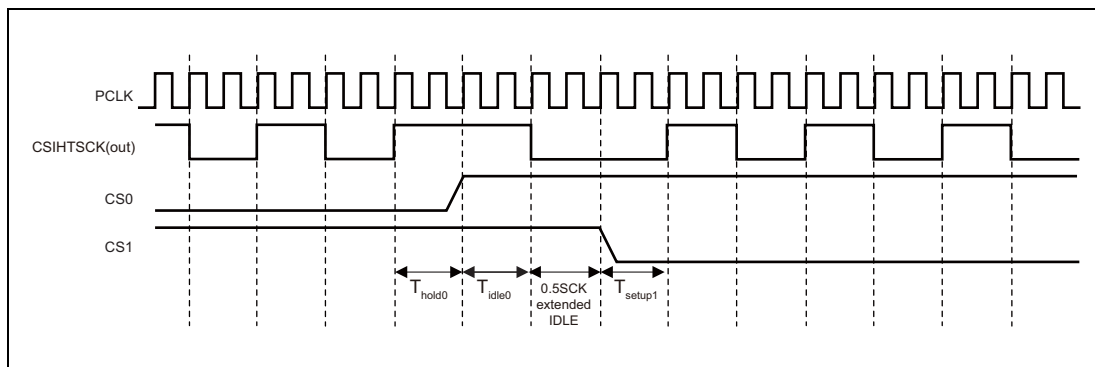 PCLK
CSIHTSCK(out)
CS0
CS1
Thold0 Tidle0 0.5SCK extended IDLE Tsetup1